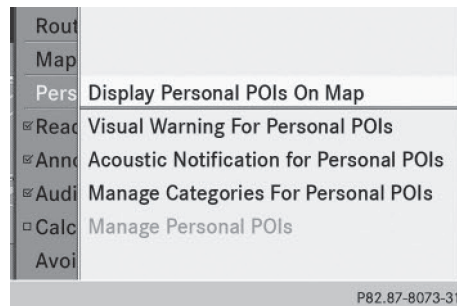 Rout
Map
Pers Display Personal POIs On Map
Reac Visual Warning For Personal POIs
Anno Acoustic Notification for Personal POIs
Audi Manage Categories For Personal POIs
Calc Manage Personal POIs
Avoi
P82.87-8073-31